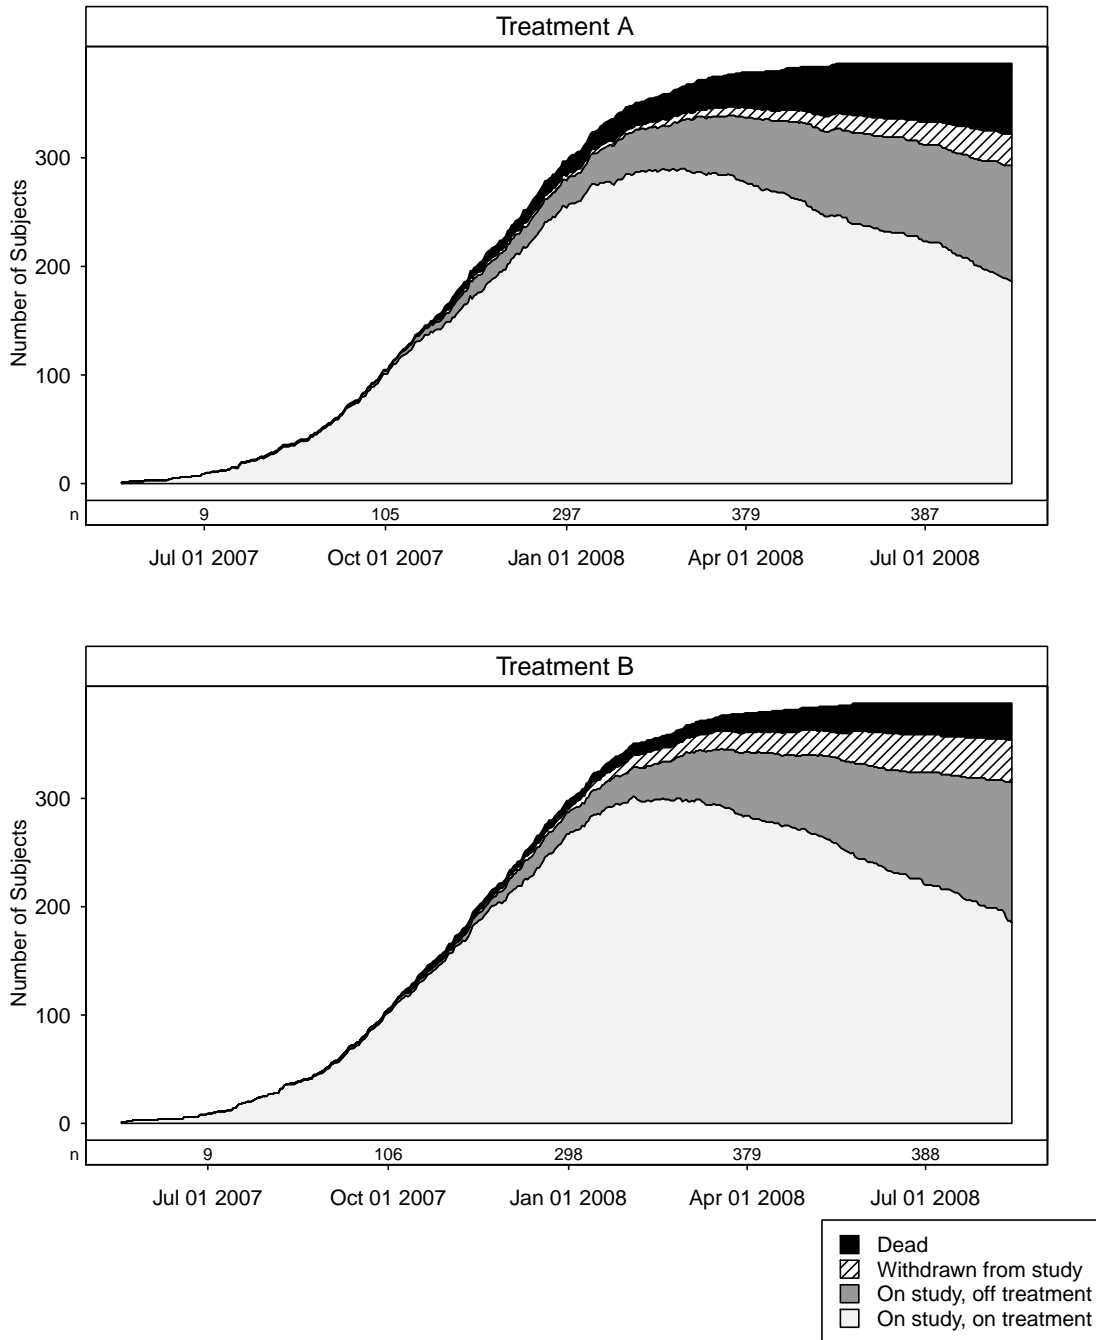 Treatment A
Number of Subjects
300
200
100
0
n 9 105 297 379 387
Jul 01 2007 Oct 01 2007 Jan 01 2008 Apr 01 2008 Jul 01 2008
Treatment B
Number of Subjects
300
200
100
0
n 9 106 298 379 388
Jul 01 2007 Oct 01 2007 Jan 01 2008 Apr 01 2008 Jul 01 2008
Dead
Withdrawn from study
On study, off treatment
On study, on treatment